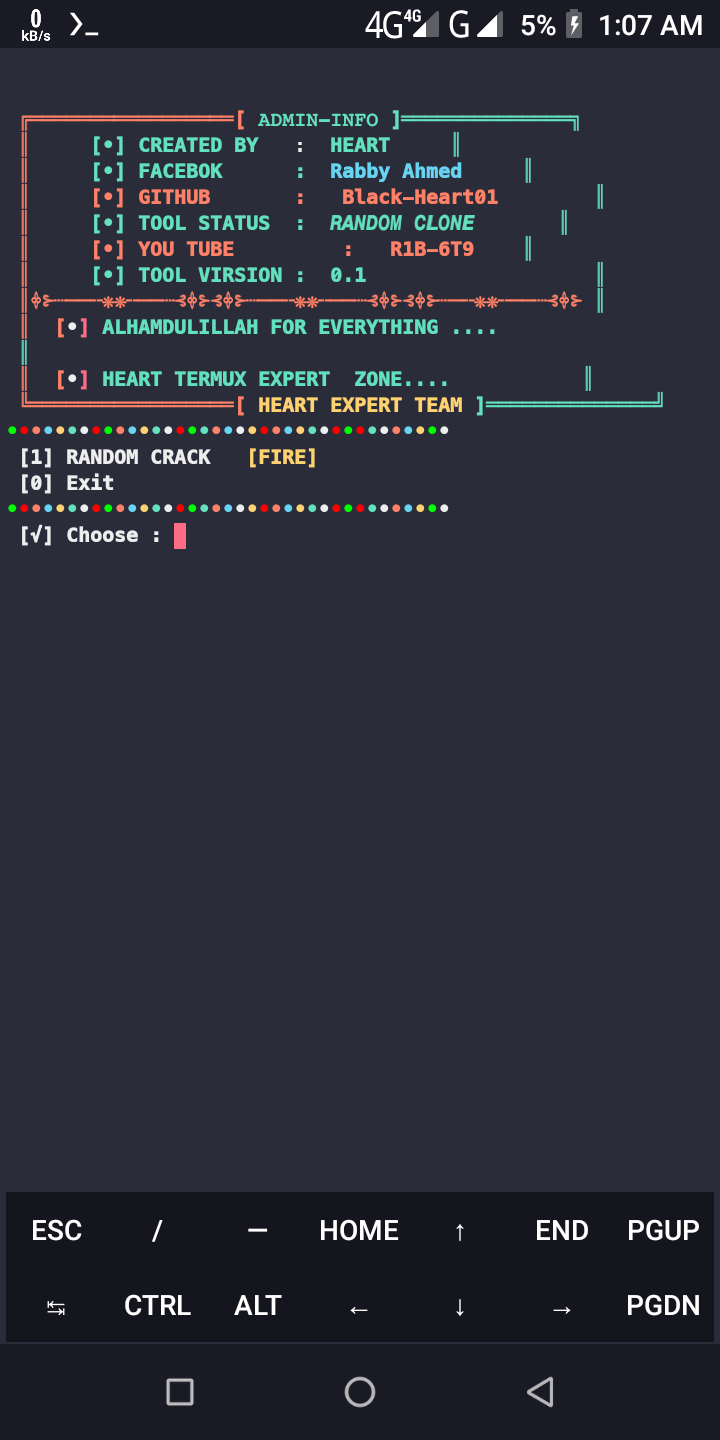 0 kB/s 4G 4G G 5% 1:07 AM
[ ADMIN-INFO ]
[•] CREATED BY : HEART
[•] FACEBOK : Rabby Ahmed
[•] GITHUB : Black-Heart01
[•] TOOL STATUS : RANDOM CLONE
[•] YOU TUBE : R1B-6T9
[•] TOOL VIRSION : 0.1
[•] ALHAMDULILLAH FOR EVERYTHING ....
[•] HEART TERMUX EXPERT ZONE....
[ HEART EXPERT TEAM ]
[1] RANDOM CRACK [FIRE]
[0] Exit
[√] Choose :
ESC / — HOME ↑ END PGUP
↹ CTRL ALT ← ↓ → PGDN